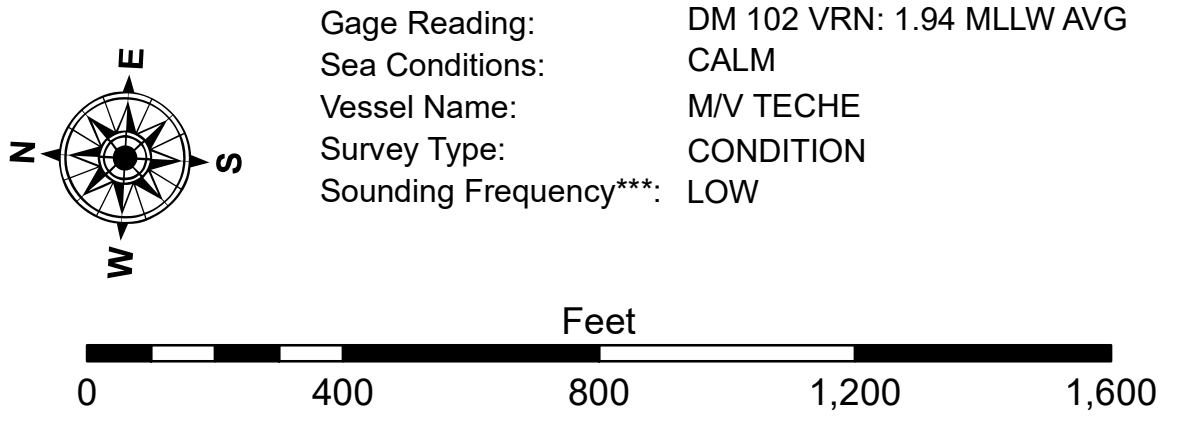 Gage Reading: DM 102 VRN: 1.94 MLLW AVG
Sea Conditions: CALM
Vessel Name: M/V TECHE
Survey Type: CONDITION
Sounding Frequency***: LOW
E
N
S
W
Feet
0 400 800 1,200 1,600